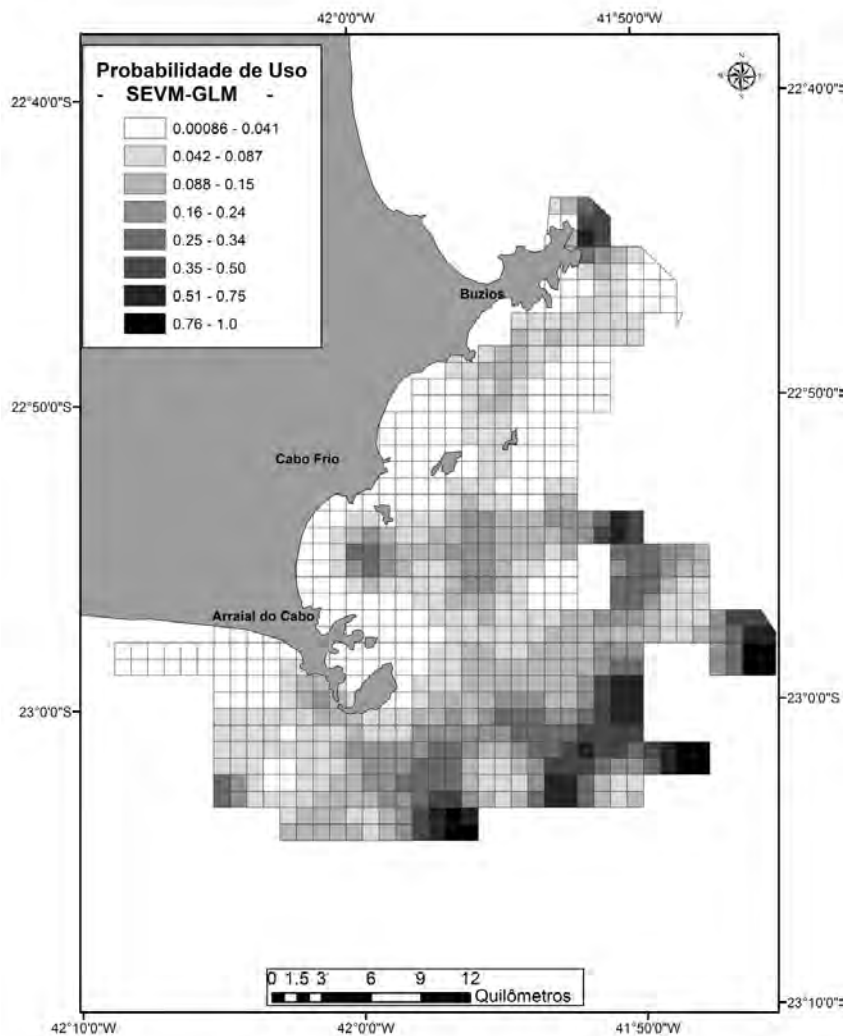 42°0'0"W 41°50'0"W
Probabilidade de Uso
- SEVM-GLM -
0.00086 - 0.041
0.042 - 0.087
0.088 - 0.15
0.16 - 0.24
0.25 - 0.34
0.35 - 0.50
0.51 - 0.75
0.76 - 1.0
22°40'0"S 22°40'0"S
Buzios
22°50'0"S 22°50'0"S
Cabo Frio
Arraial do Cabo
23°0'0"S 23°0'0"S
0 1.5 3 6 9 12
Quilômetros
23°10'0"S
42°10'0"W 42°0'0"W 41°50'0"W